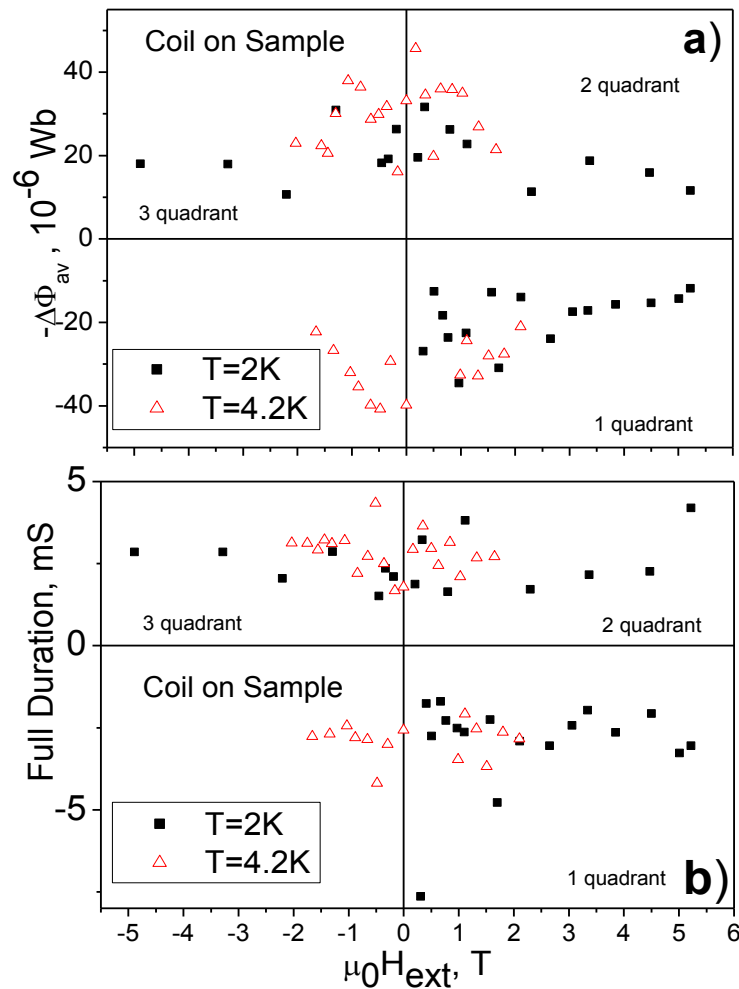 Coil on Sample
a)
2 quadrant
3 quadrant
1 quadrant
T=2K
T=4.2K
-ΔΦav , 10-6 Wb
40
20
0
-20
-40
b)
Coil on Sample
3 quadrant
2 quadrant
1 quadrant
T=2K
T=4.2K
Full Duration, mS
5
0
-5
-5 -4 -3 -2 -1 0 1 2 3 4 5 6
μ0Hext, T